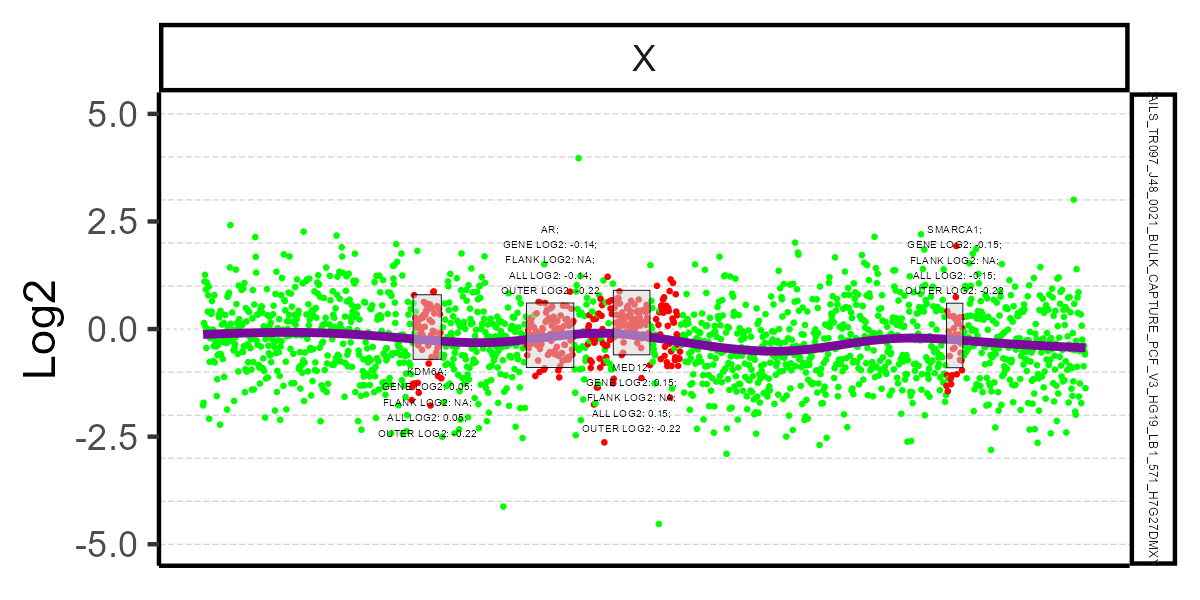 X
5.0
2.5
0.0
-2.5
-5.0
Log2
AR;
GENE LOG2: -0.14;
FLANK LOG2: NA;
ALL LOG2: -0.14;
OUTER LOG2: -0.22
SMARCA1;
GENE LOG2: -0.15;
FLANK LOG2: NA;
ALL LOG2: -0.15;
OUTER LOG2: -0.22
KDM6A;
GENE LOG2: 0.05;
FLANK LOG2: NA;
ALL LOG2: 0.05;
OUTER LOG2: -0.22
MED12;
GENE LOG2: 0.15;
FLANK LOG2: NA;
ALL LOG2: 0.15;
OUTER LOG2: -0.22
AILS_TR097_J48_0021_BULK_CAPTURE_PCF_V3_HG19_LB1_571_H7G27DMXY